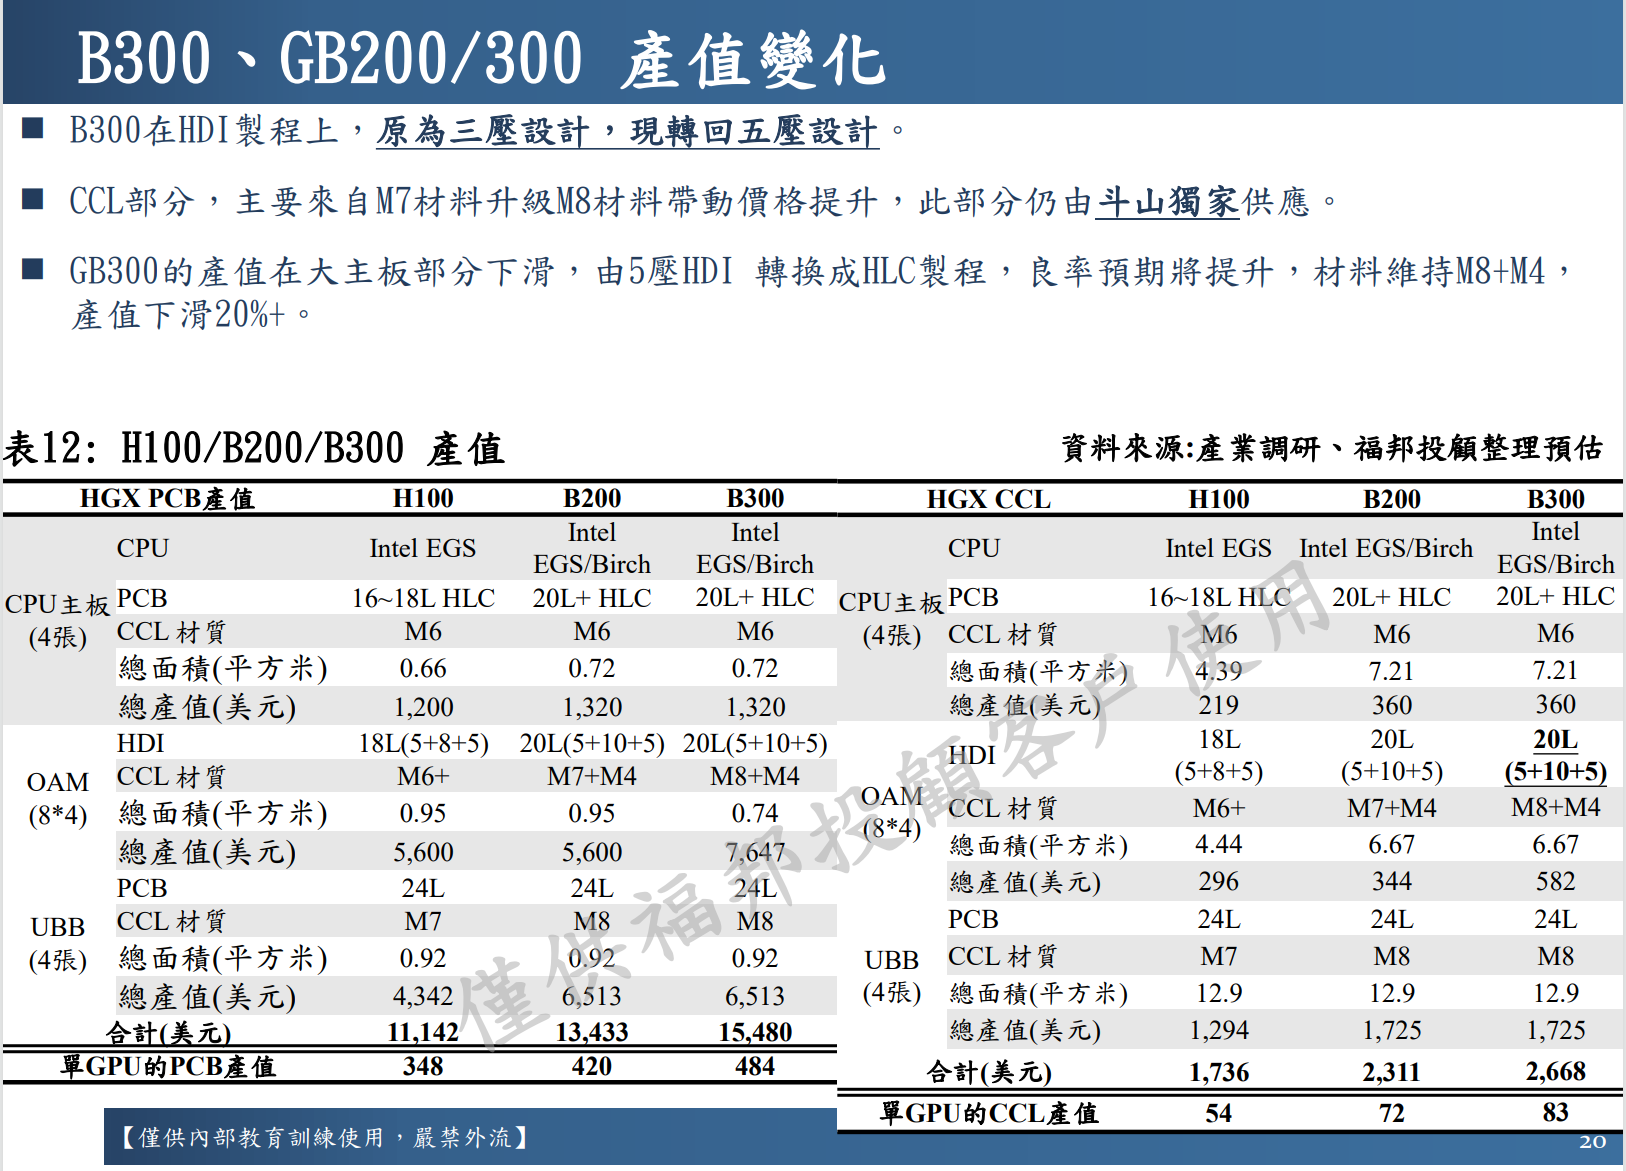 B300、GB200/300 產值變化
■ B300在HDI製程上，原為三壓設計，現轉回五壓設計。
■ CCL部分，主要來自M7材料升級M8材料帶動價格提升，此部分仍由斗山獨家供應。
■ GB300的產值在大主板部分下滑，由5壓HDI 轉換成HLC製程，良率預期將提升，材料維持M8+M4，
產值下滑20%+。
表12: H100/B200/B300 產值
資料來源:產業調研、福邦投顧整理預估
HGX PCB產值 H100 B200 B300
CPU主板
(4張)
CPU Intel EGS Intel EGS/Birch Intel EGS/Birch
PCB 16~18L HLC 20L+ HLC 20L+ HLC
CCL材質 M6 M6 M6
總面積(平方米) 0.66 0.72 0.72
總產值(美元) 1,200 1,320 1,320
OAM
(8*4)
HDI 18L(5+8+5) 20L(5+10+5) 20L(5+10+5)
CCL材質 M6+ M7+M4 M8+M4
總面積(平方米) 0.95 0.95 0.74
總產值(美元) 5,600 5,600 7,647
UBB
(4張)
PCB 24L 24L 24L
CCL材質 M7 M8 M8
總面積(平方米) 0.92 0.92 0.92
總產值(美元) 4,342 6,513 6,513
合計(美元) 11,142 13,433 15,480
單GPU的PCB產值 348 420 484
HGX CCL H100 B200 B300
CPU主板
(4張)
CPU Intel EGS Intel EGS/Birch Intel EGS/Birch
PCB 16~18L HLC 20L+ HLC 20L+ HLC
CCL材質 M6 M6 M6
總面積(平方米) 4.39 7.21 7.21
總產值(美元) 219 360 360
OAM
(8*4)
HDI 18L (5+8+5) 20L (5+10+5) 20L (5+10+5)
CCL材質 M6+ M7+M4 M8+M4
總面積(平方米) 4.44 6.67 6.67
總產值(美元) 296 344 582
UBB
(4張)
PCB 24L 24L 24L
CCL材質 M7 M8 M8
總面積(平方米) 12.9 12.9 12.9
總產值(美元) 1,294 1,725 1,725
合計(美元) 1,736 2,311 2,668
單GPU的CCL產值 54 72 83
僅供福邦投顧客戶使用
【僅供內部教育訓練使用，嚴禁外流】
20